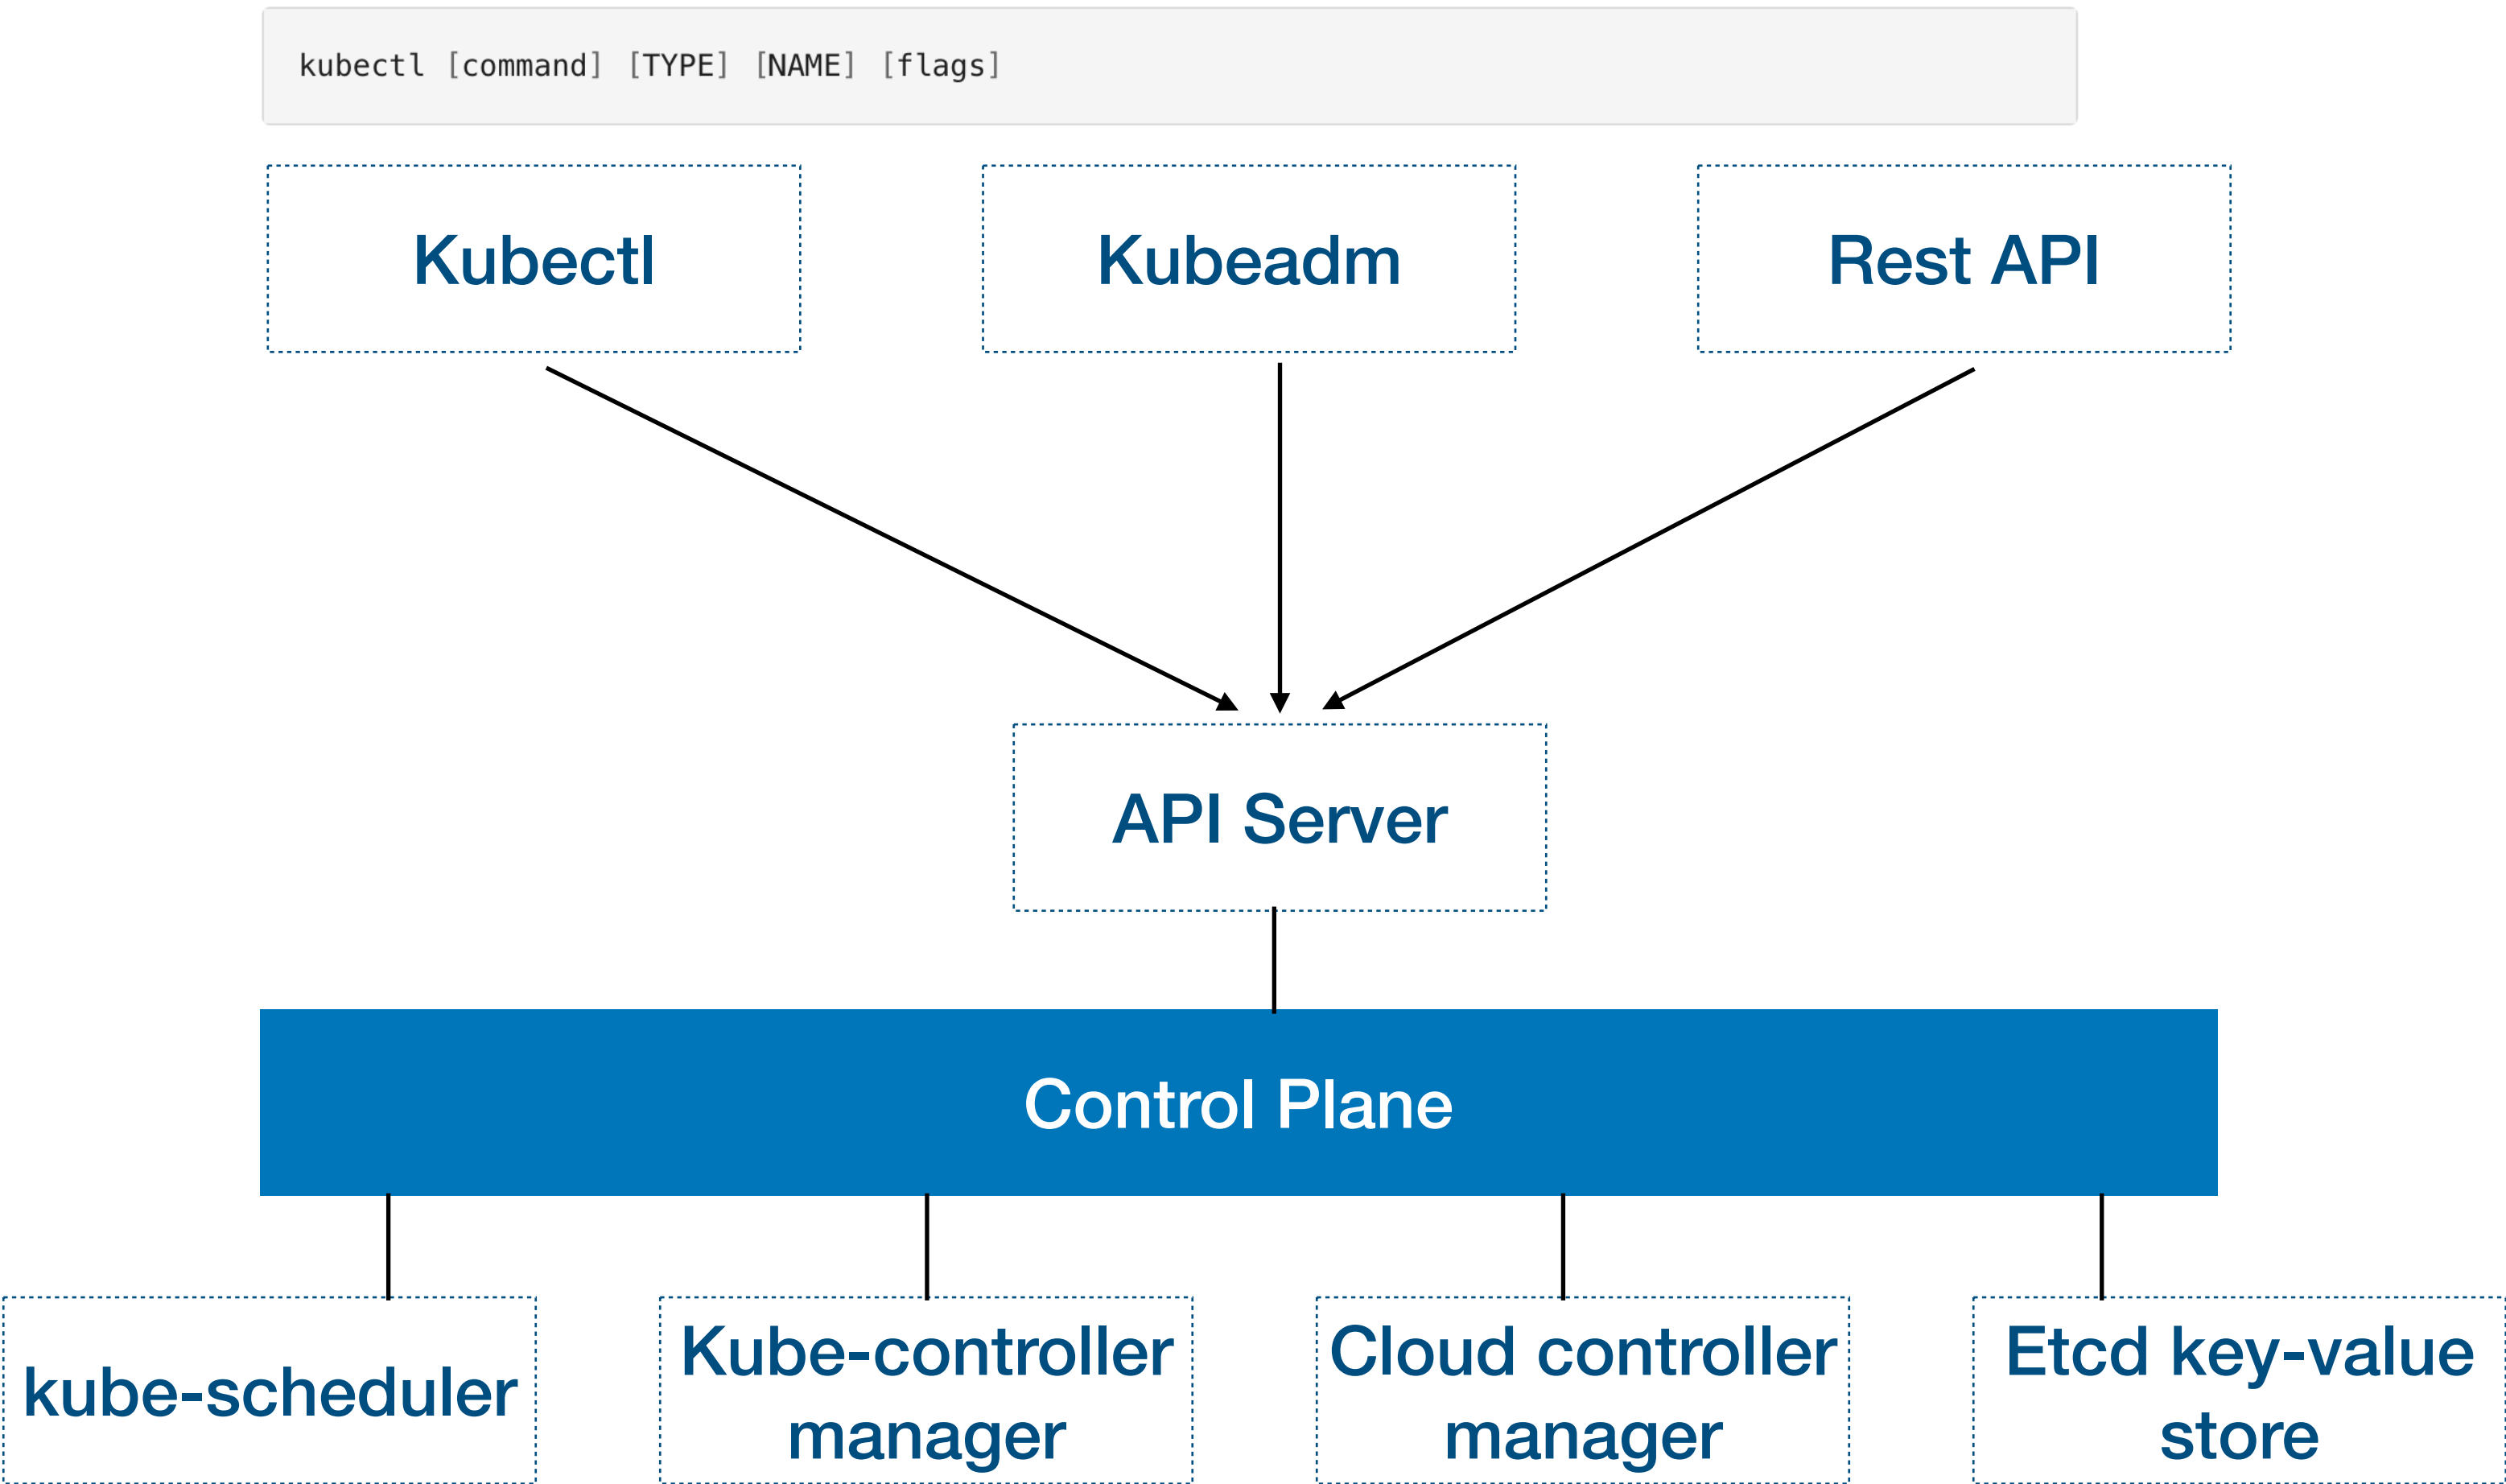 kubectl [command] [TYPE] [NAME] [flags]
Kubectl
Kubeadm
Rest API
API Server
Control Plane
kube-scheduler
Kube-controller
manager
Cloud controller
manager
Etcd key-value
store